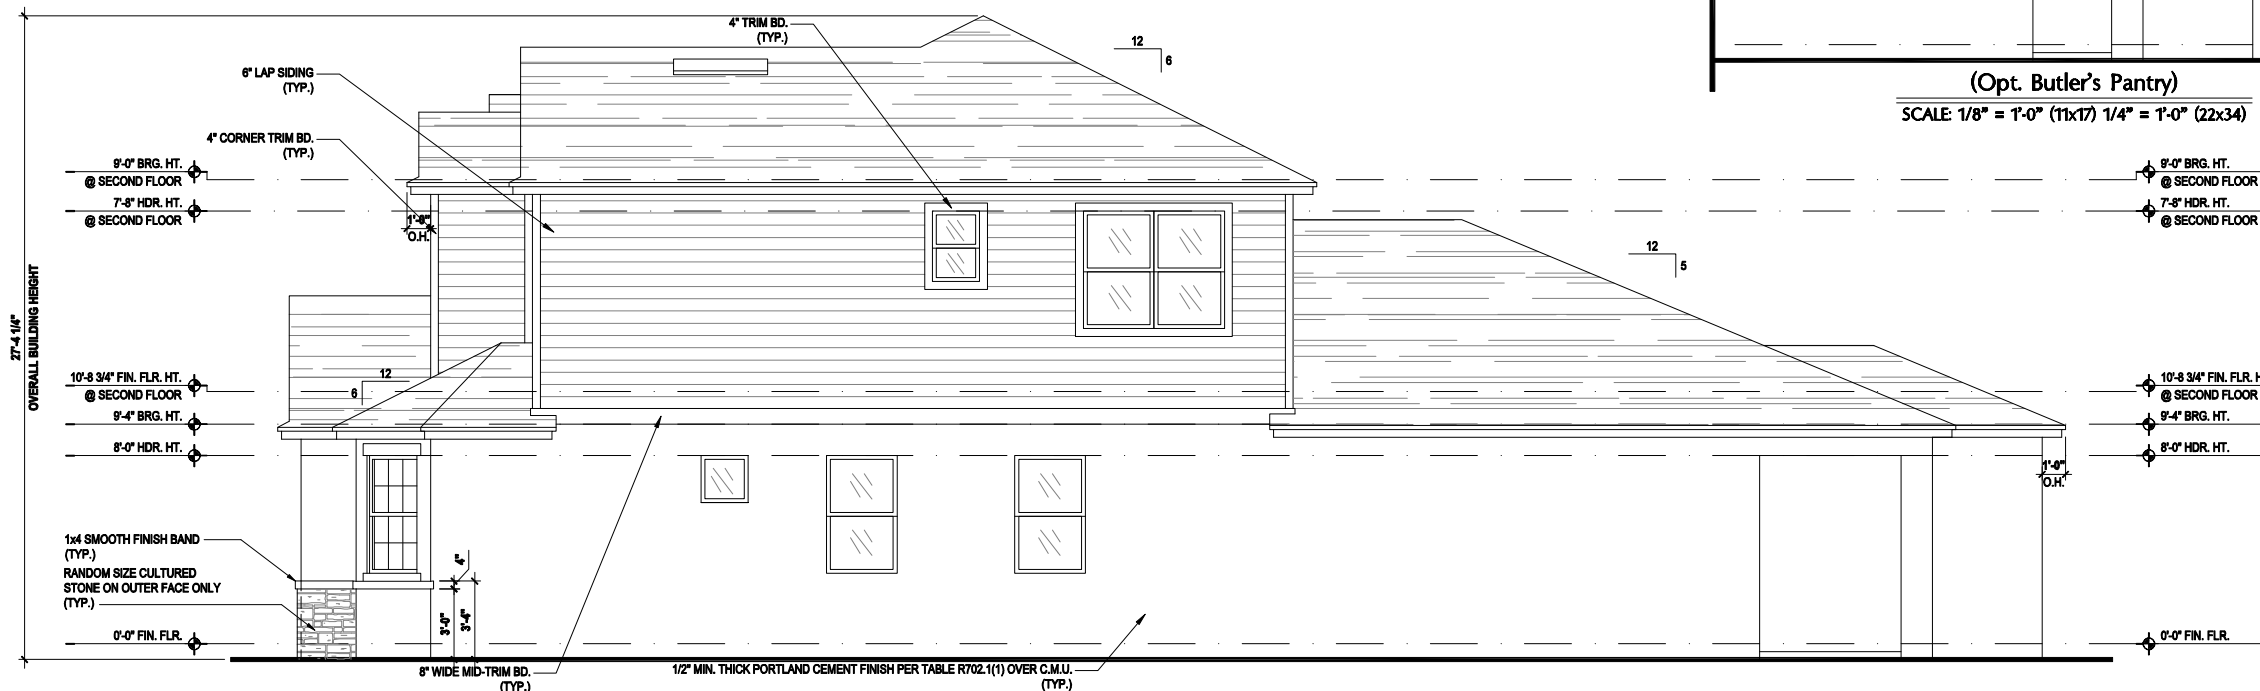 4" TRIM BD.
(TYP.)
12
6
6" LAP SIDING
(TYP.)
(Opt. Butler's Pantry)
SCALE: 1/8" = 1'-0" (11x17) 1/4" = 1'-0" (22x34)
4" CORNER TRIM BD.
(TYP.)
9'-0" BRG. HT.
@ SECOND FLOOR
7'-8" HDR. HT.
@ SECOND FLOOR
O.H.
9'-0" BRG. HT.
@ SECOND FLOOR
7'-8" HDR. HT.
@ SECOND FLOOR
12
5
27'-4 1/4"
OVERALL BUILDING HEIGHT
12
6
10'-8 3/4" FIN. FLR. HT.
@ SECOND FLOOR
9'-4" BRG. HT.
8'-0" HDR. HT.
10'-8 3/4" FIN. FLR. H
@ SECOND FLOOR
9'-4" BRG. HT.
8'-0" HDR. HT.
1'-0"
O.H.
1x4 SMOOTH FINISH BAND
(TYP.)
RANDOM SIZE CULTURED
STONE ON OUTER FACE ONLY
(TYP.)
4"
3'-0"
3'-4"
0'-0" FIN. FLR.
0'-0" FIN. FLR.
8" WIDE MID-TRIM BD.
(TYP.)
1/2" MIN. THICK PORTLAND CEMENT FINISH PER TABLE R702.1(1) OVER C.M.U.
(TYP.)